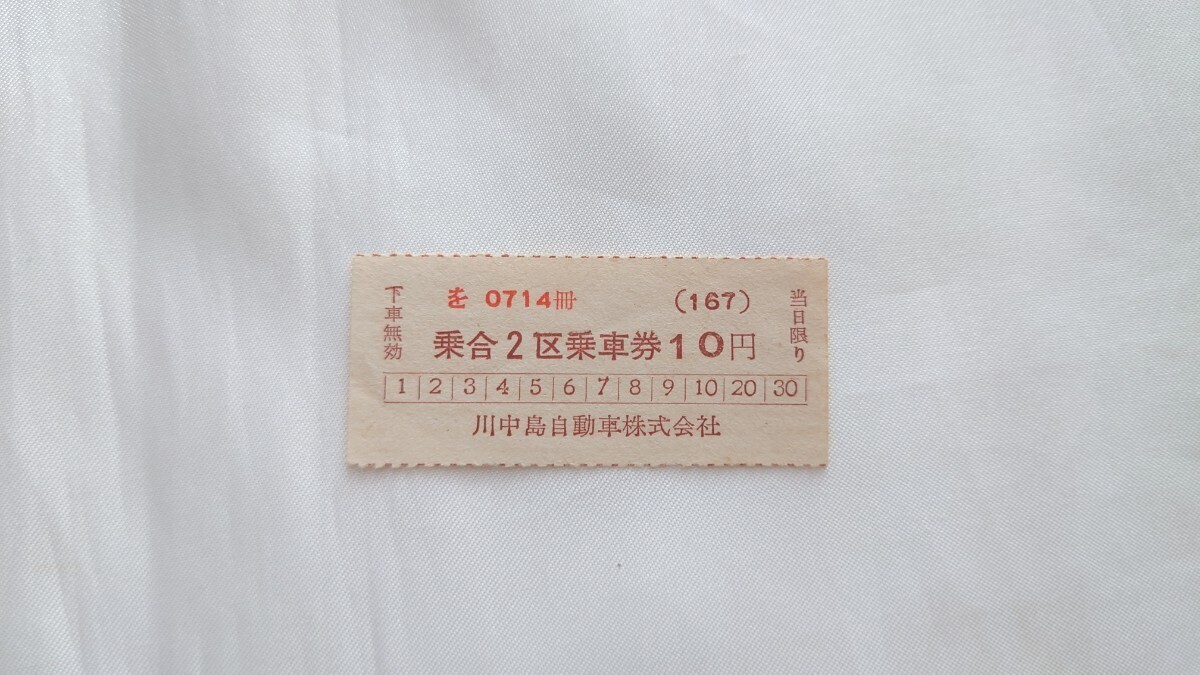 下車無効
を 0714冊 (167)
乗合2区乗車券10円
1 2 3 4 5 6 7 8 9 10 20 30
川中島自動車株式会社
当日限り